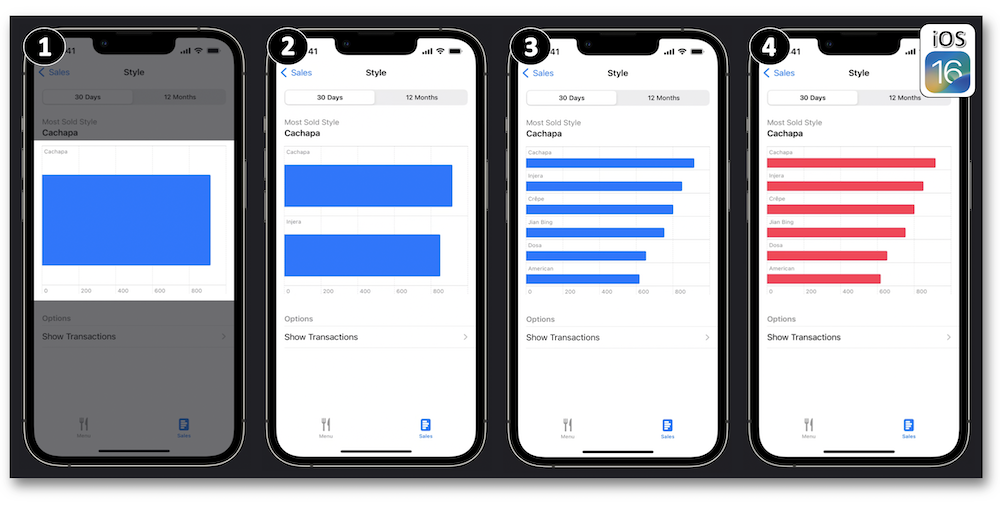 1
41
Sales
Style
30 Days
12 Months
Most Sold Style
Cachapa
Cachapa
0 200 400 600 800
Options
Show Transactions
Menu
Sales
2
41
Sales
Style
30 Days
12 Months
Most Sold Style
Cachapa
Cachapa
Injera
0 200 400 600 800
Options
Show Transactions
Menu
Sales
3
41
Sales
Style
30 Days
12 Months
Most Sold Style
Cachapa
Cachapa
Injera
Crêpe
Jian Bing
Dosa
American
0 200 400 600 800
Options
Show Transactions
Menu
Sales
4
41
iOS
16
Sales
Style
30 Days
12 Months
Most Sold Style
Cachapa
Cachapa
Injera
Crêpe
Jian Bing
Dosa
American
0 200 400 600 800
Options
Show Transactions
Menu
Sales